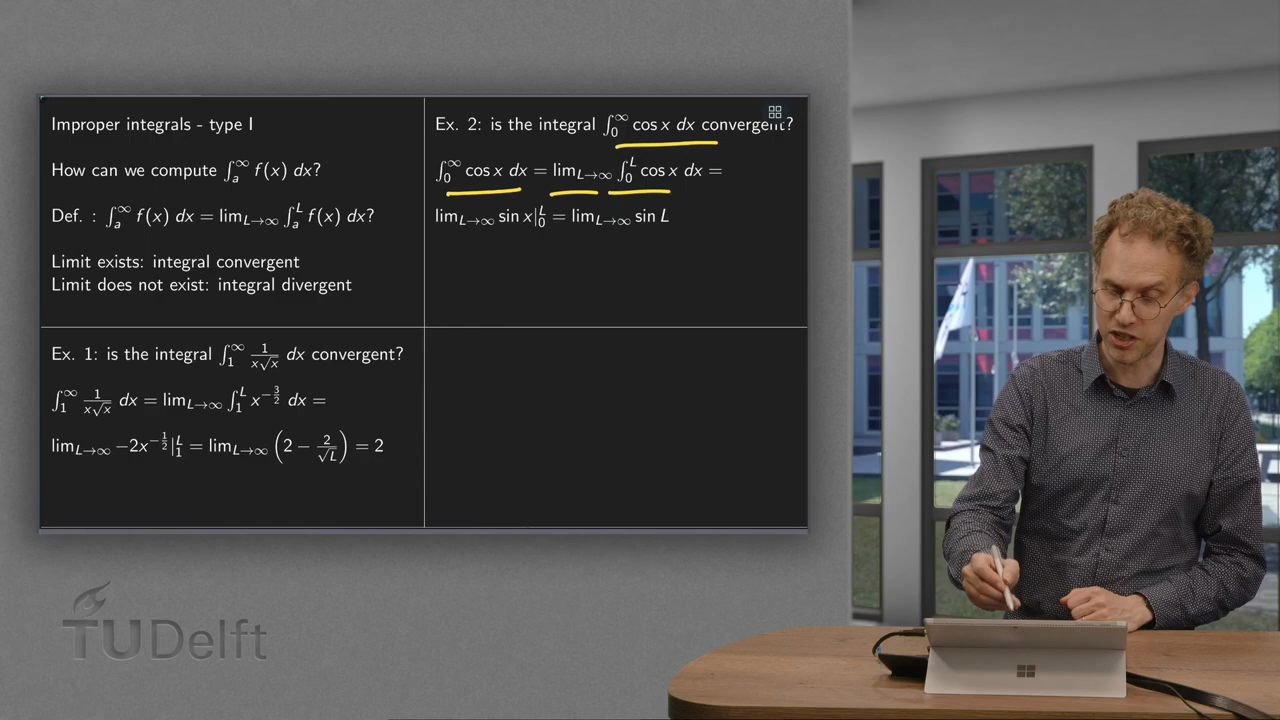 Improper integrals - type I
How can we compute ∫_a^∞ f(x) dx?
Def. : ∫_a^∞ f(x) dx = lim_{L→∞} ∫_a^L f(x) dx?
Limit exists: integral convergent
Limit does not exist: integral divergent
Ex. 1: is the integral ∫_1^∞ 1/(x√x) dx convergent?
∫_1^∞ 1/(x√x) dx = lim_{L→∞} ∫_1^L x^{-3/2} dx =
lim_{L→∞} −2x^{-1/2}|_1^L = lim_{L→∞} (2 − 2/√L) = 2
Ex. 2: is the integral ∫_0^∞ cos x dx convergent?
∫_0^∞ cos x dx = lim_{L→∞} ∫_0^L cos x dx =
lim_{L→∞} sin x|_0^L = lim_{L→∞} sin L
TUDelft